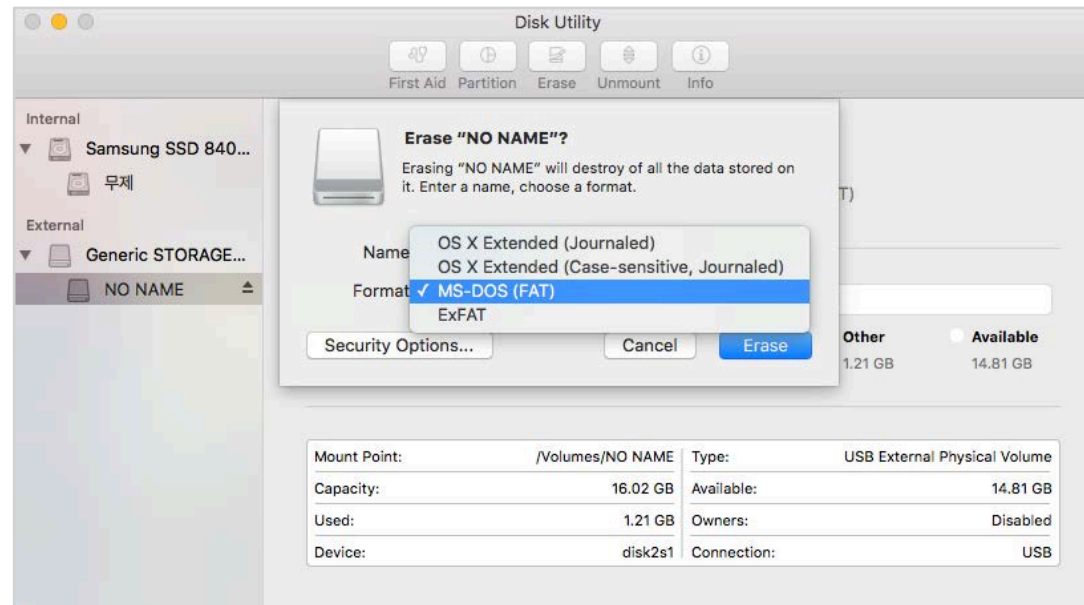 Disk Utility
First Aid Partition Erase Unmount Info
Internal
Samsung SSD 840...
무제
External
Generic STORAGE...
NO NAME
Erase “NO NAME”?
Erasing “NO NAME” will destroy of all the data stored on
it. Enter a name, choose a format.
T)
Name
Format
OS X Extended (Journaled)
OS X Extended (Case-sensitive, Journaled)
✓ MS-DOS (FAT)
ExFAT
Security Options... Cancel Erase
Other Available
1.21 GB 14.81 GB
Mount Point: /Volumes/NO NAME Type: USB External Physical Volume
Capacity: 16.02 GB Available: 14.81 GB
Used: 1.21 GB Owners: Disabled
Device: disk2s1 Connection: USB